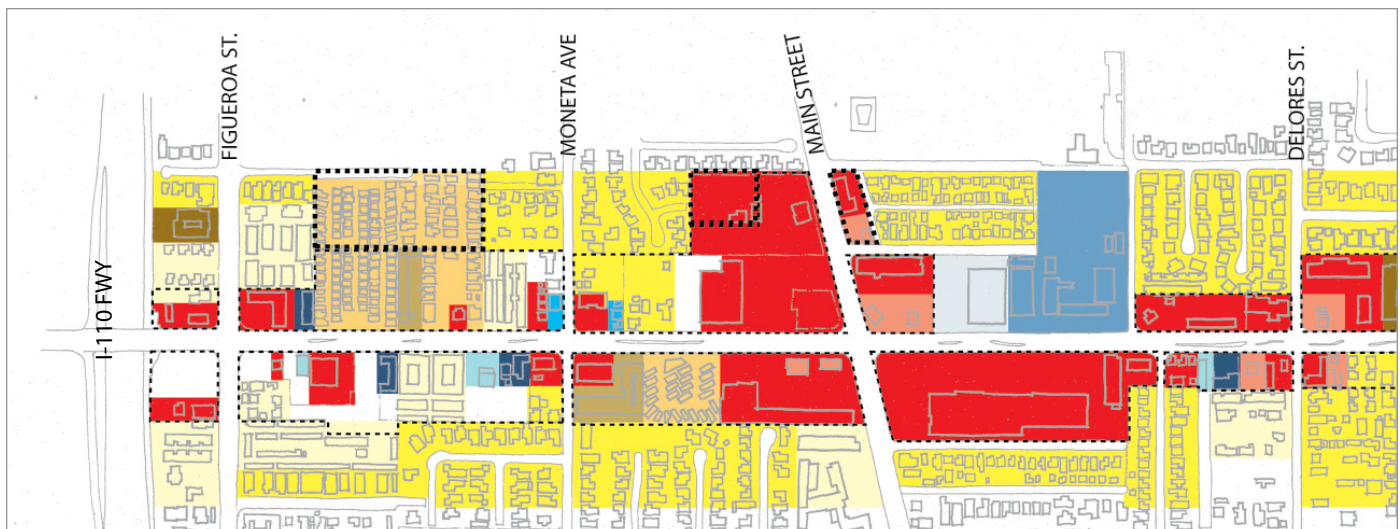 I-110 FWY
FIGUEROA ST.
MONETA AVE
MAIN STREET
DELORES ST.